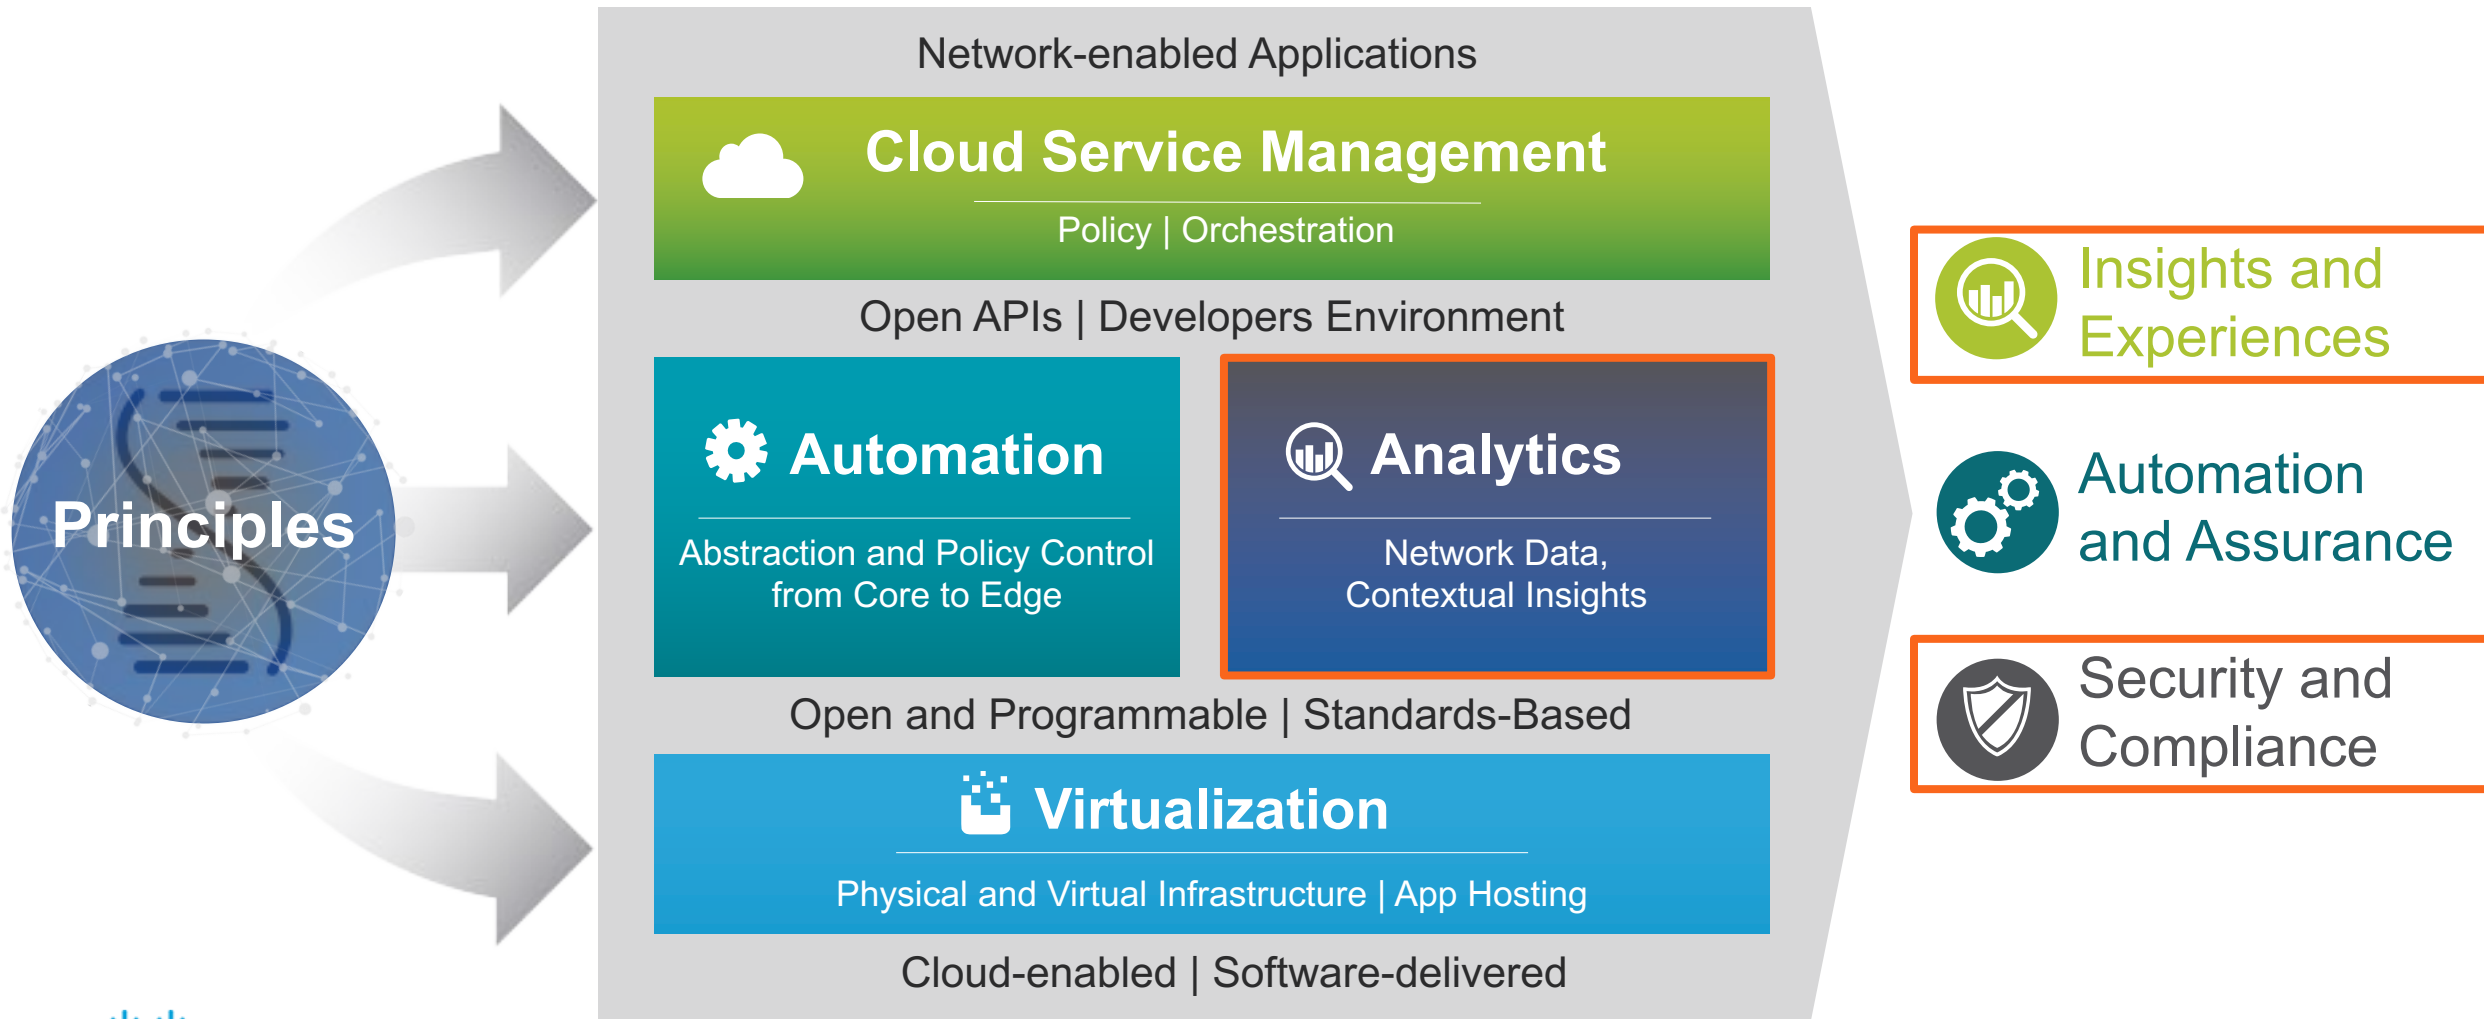 Principles
Network-enabled Applications
Cloud Service Management
Policy | Orchestration
Open APIs | Developers Environment
Automation
Abstraction and Policy Control
from Core to Edge
Analytics
Network Data,
Contextual Insights
Open and Programmable | Standards-Based
Virtualization
Physical and Virtual Infrastructure | App Hosting
Cloud-enabled | Software-delivered
Insights and
Experiences
Automation
and Assurance
Security and
Compliance